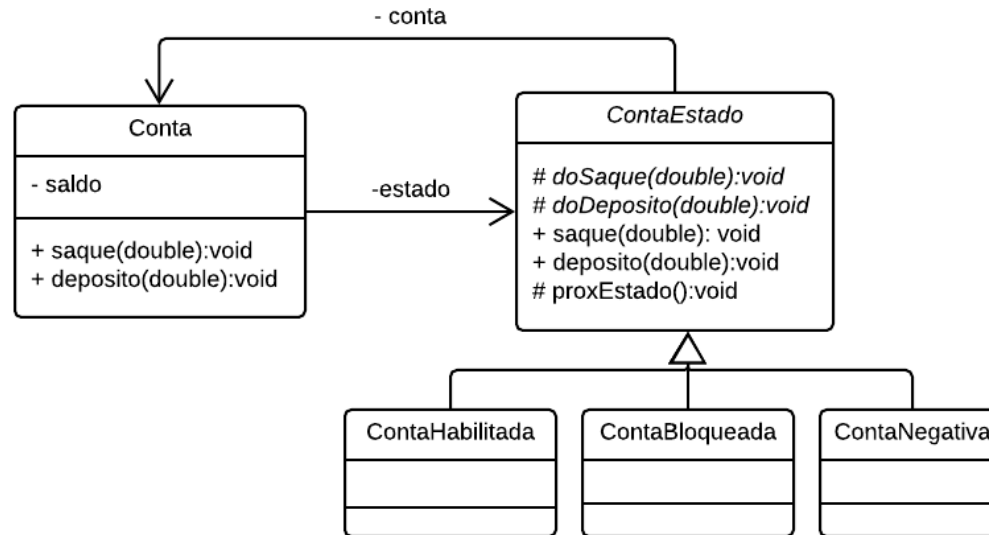 - conta
Conta
- saldo
+ saque(double):void
+ deposito(double):void
-estado
ContaEstado
# doSaque(double):void
# doDeposito(double):void
+ saque(double): void
+ deposito(double):void
# proxEstado():void
ContaHabilitada
ContaBloqueada
ContaNegativa